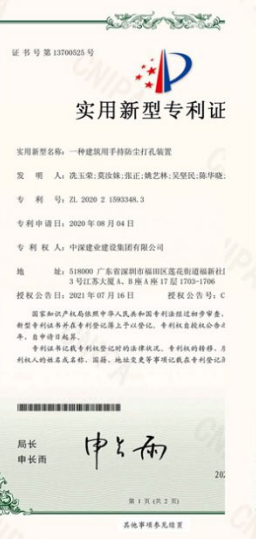 证书号第13700525号
实用新型专利证
实用新型名称：一种建筑用手持防尘打孔装置
发 明 人：冼玉荣;莫汝妹;张正;姚艺林;吴坚民;陈华晓;
专 利 号：ZL 2020 2 1593348.3
专利申请日：2020年08月04日
专 利 权 人：中深建业建设集团有限公司
地 址：518000 广东省深圳市福田区莲花街道福新社
3号江苏大厦A、B座A座17层1703-1706
授权公告日：2021年07月16日 授权公告号：C
国家知识产权局依照中华人民共和国专利法经过初步审查，
新型专利证书并在专利登记簿上予以登记。专利权自授权公告
年，自申请日起算。
专利证书记载专利权登记时的法律状况。专利权的转移、
利权人的姓名或名称、国籍、地址变更等事项记载在专利登记
局长
申长雨
申长雨
202
第 1 页 (共 2 页)
其他事项参见续页